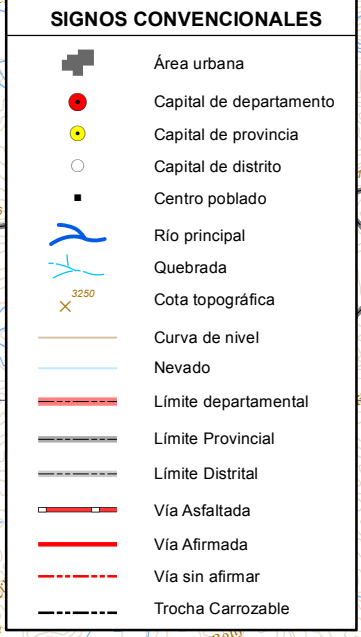 SIGNOS CONVENCIONALES
Área urbana
Capital de departamento
Capital de provincia
Capital de distrito
Centro poblado
Río principal
Quebrada
3250
Cota topográfica
Curva de nivel
Nevado
Límite departamental
Límite Provincial
Límite Distrital
Vía Asfaltada
Vía Afirmada
Vía sin afirmar
Trocha Carrozable